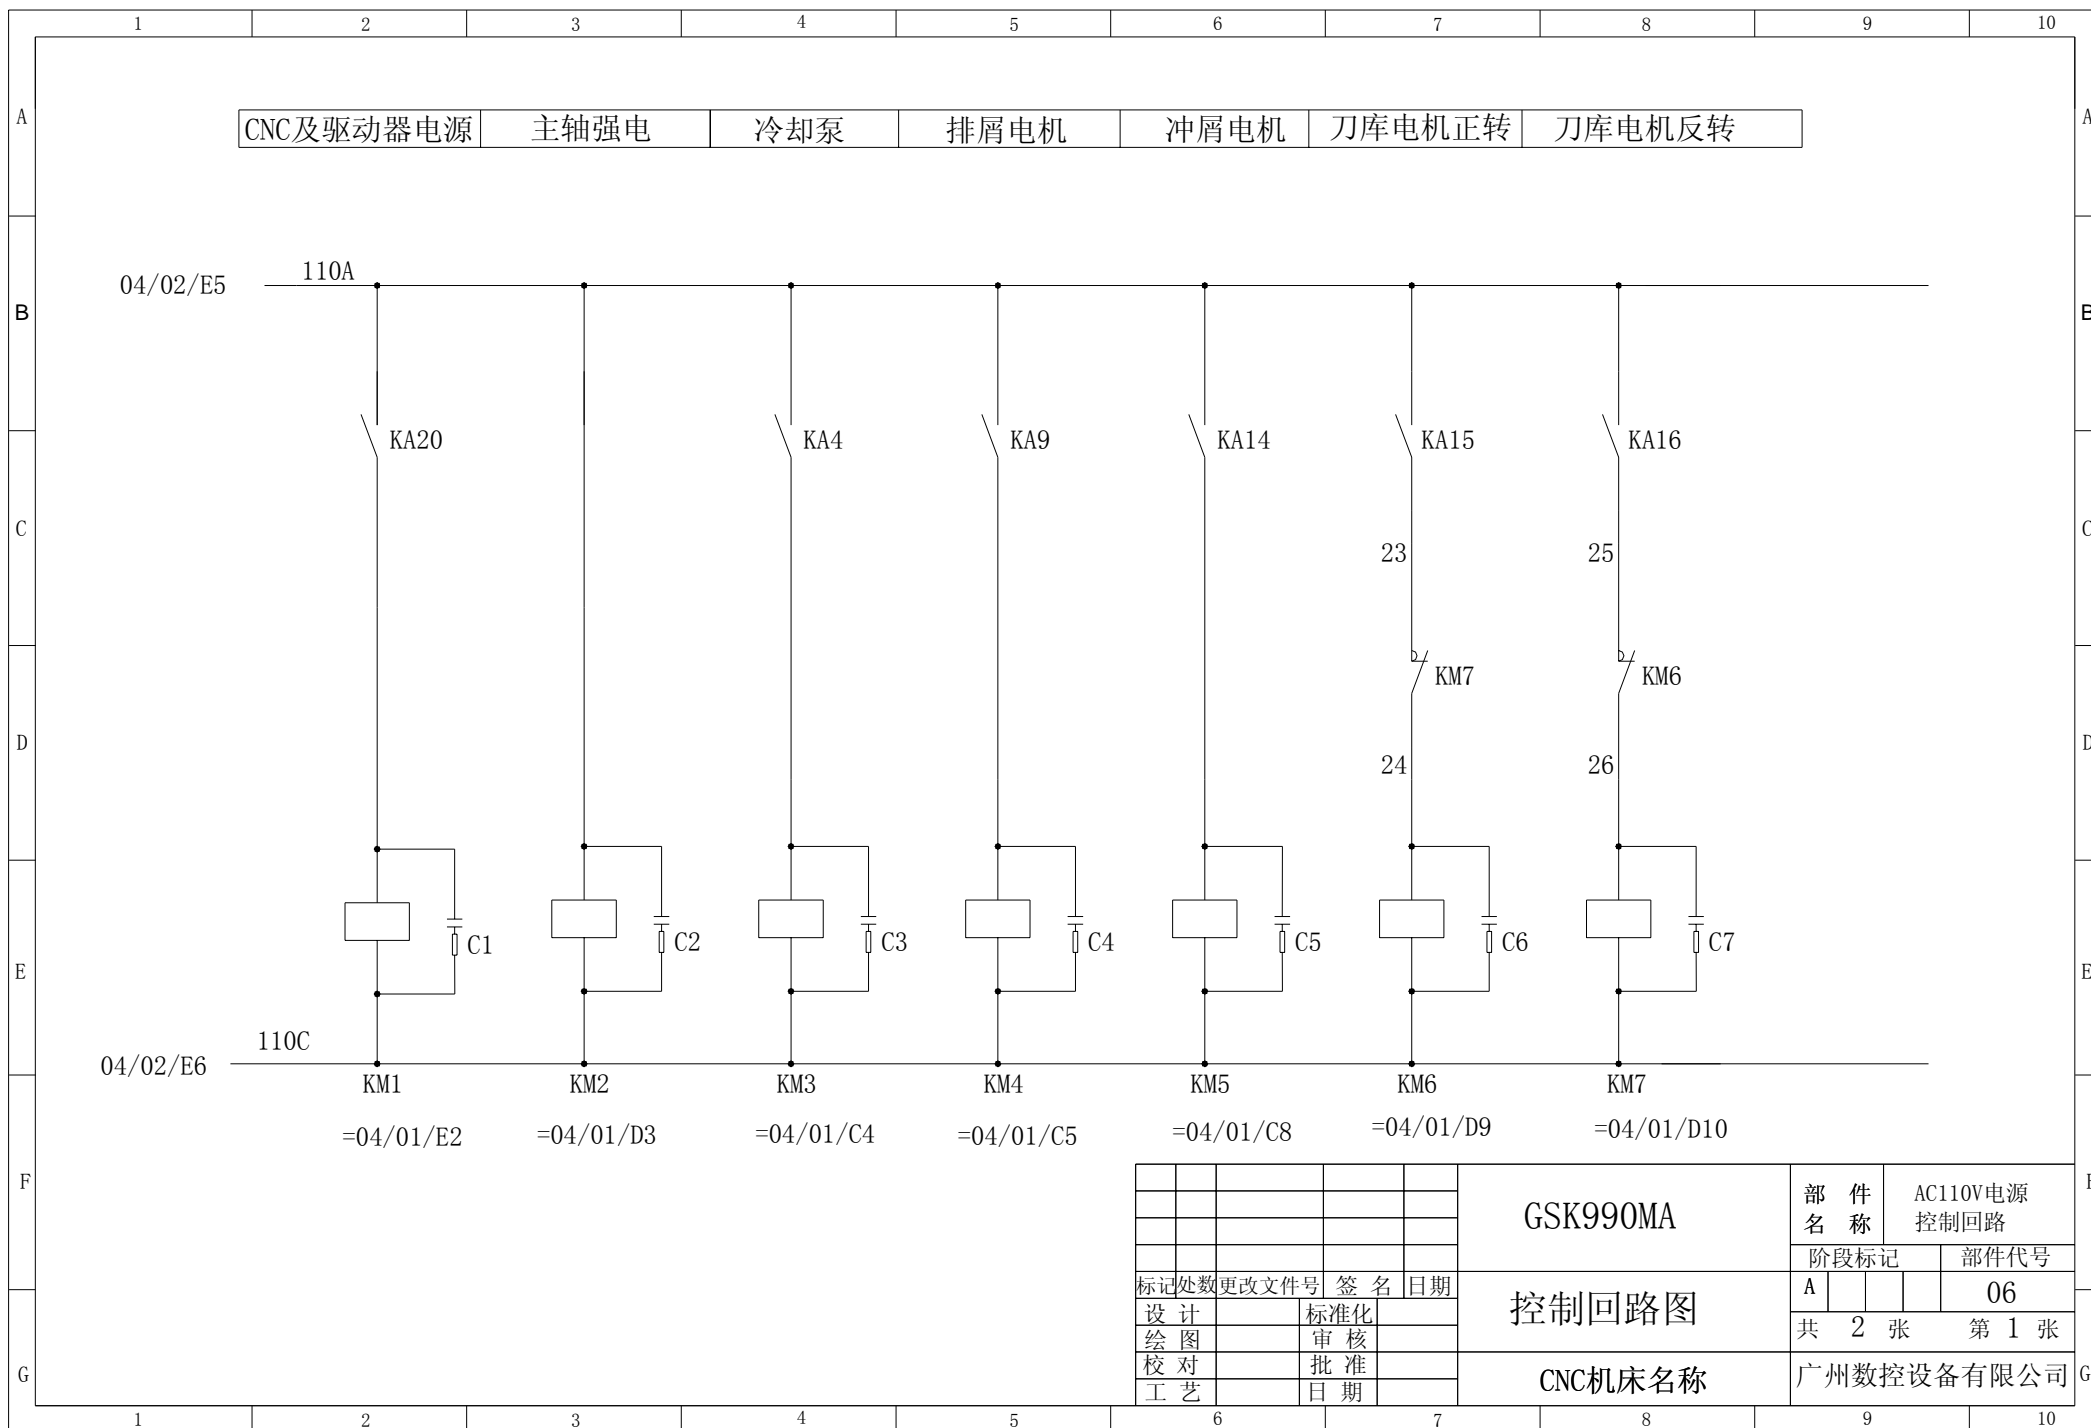 1 2 3 4 5 6 7 8 9 10
A A
CNC及驱动器电源 主轴强电 冷却泵 排屑电机 冲屑电机 刀库电机正转 刀库电机反转
110A
04/02/E5
B B
KA20 KA4 KA9 KA14 KA15 KA16
C C
23 25
KM7 KM6
D D
24 26
C1 C2 C3 C4 C5 C6 C7
E E
110C
04/02/E6
KM1 KM2 KM3 KM4 KM5 KM6 KM7
=04/01/E2 =04/01/D3 =04/01/C4 =04/01/C5 =04/01/C8 =04/01/D9 =04/01/D10
F
GSK990MA
部件 AC110V电源
名称 控制回路
阶段标记 部件代号
标记 处数 更改文件号 签名 日期
A 06
控制回路图
设计 标准化
共 2 张 第 1 张
绘图 审核
校对 批准
CNC机床名称 广州数控设备有限公司
G G
工艺 日期
1 2 3 4 5 6 7 8 9 10